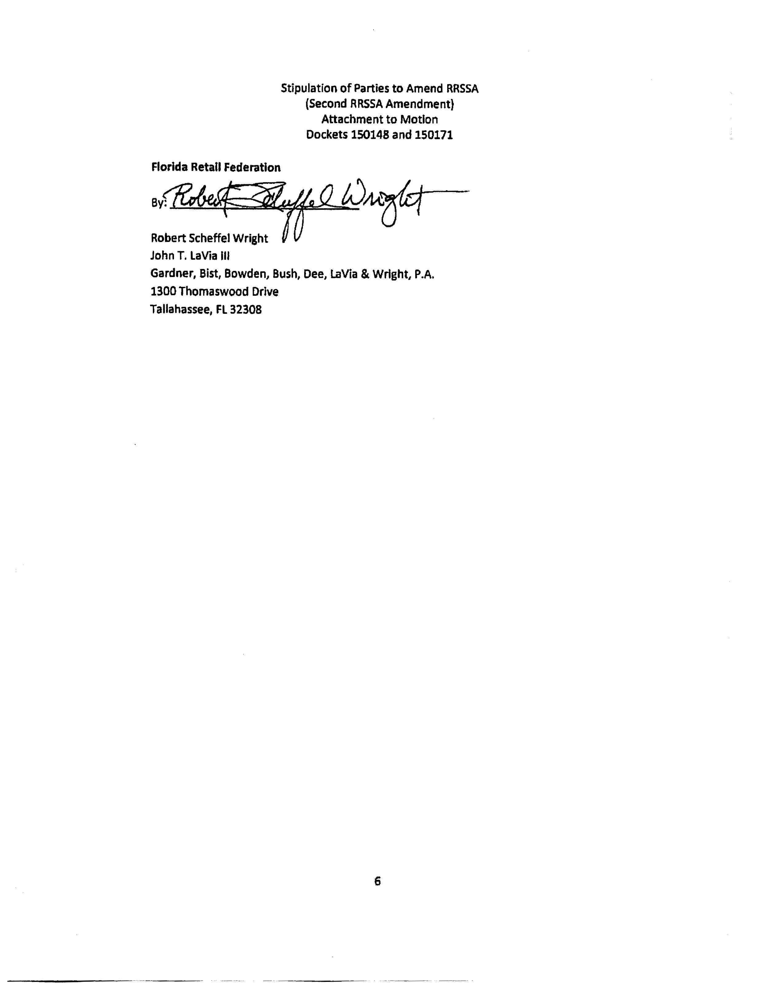 Stipulation of Parties to Amend RRSSA
(Second RRSSA Amendment)
Attachment to Motion
Dockets 150148 and 150171
Florida Retail Federation
By: Robert Scheffel Wright
Robert Scheffel Wright
John T. LaVia III
Gardner, Bist, Bowden, Bush, Dee, LaVia & Wright, P.A.
1300 Thomaswood Drive
Tallahassee, FL 32308
6